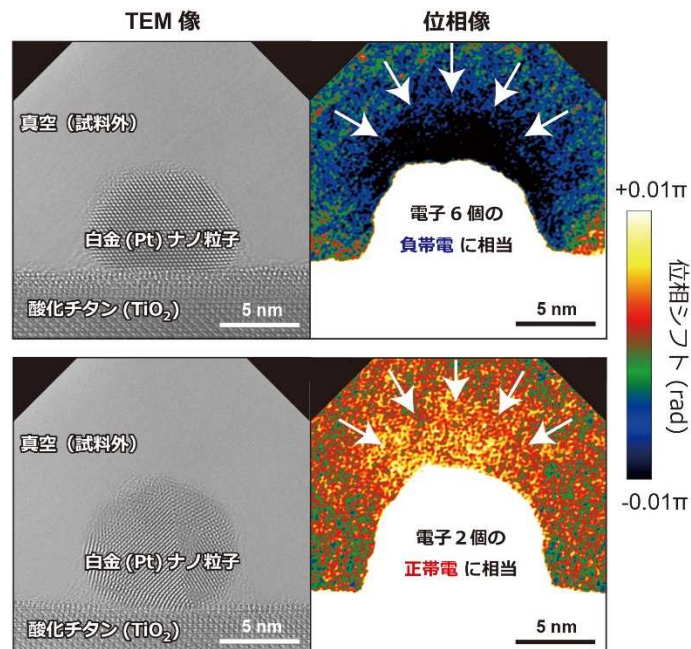 TEM 像
位相像
真空（試料外）
白金 (Pt) ナノ粒子
酸化チタン (TiO₂)
5 nm
電子６個の
負帯電 に相当
5 nm
+0.01π
位相シフト (rad)
-0.01π
真空（試料外）
白金 (Pt) ナノ粒子
酸化チタン (TiO₂)
5 nm
電子２個の
正帯電 に相当
5 nm